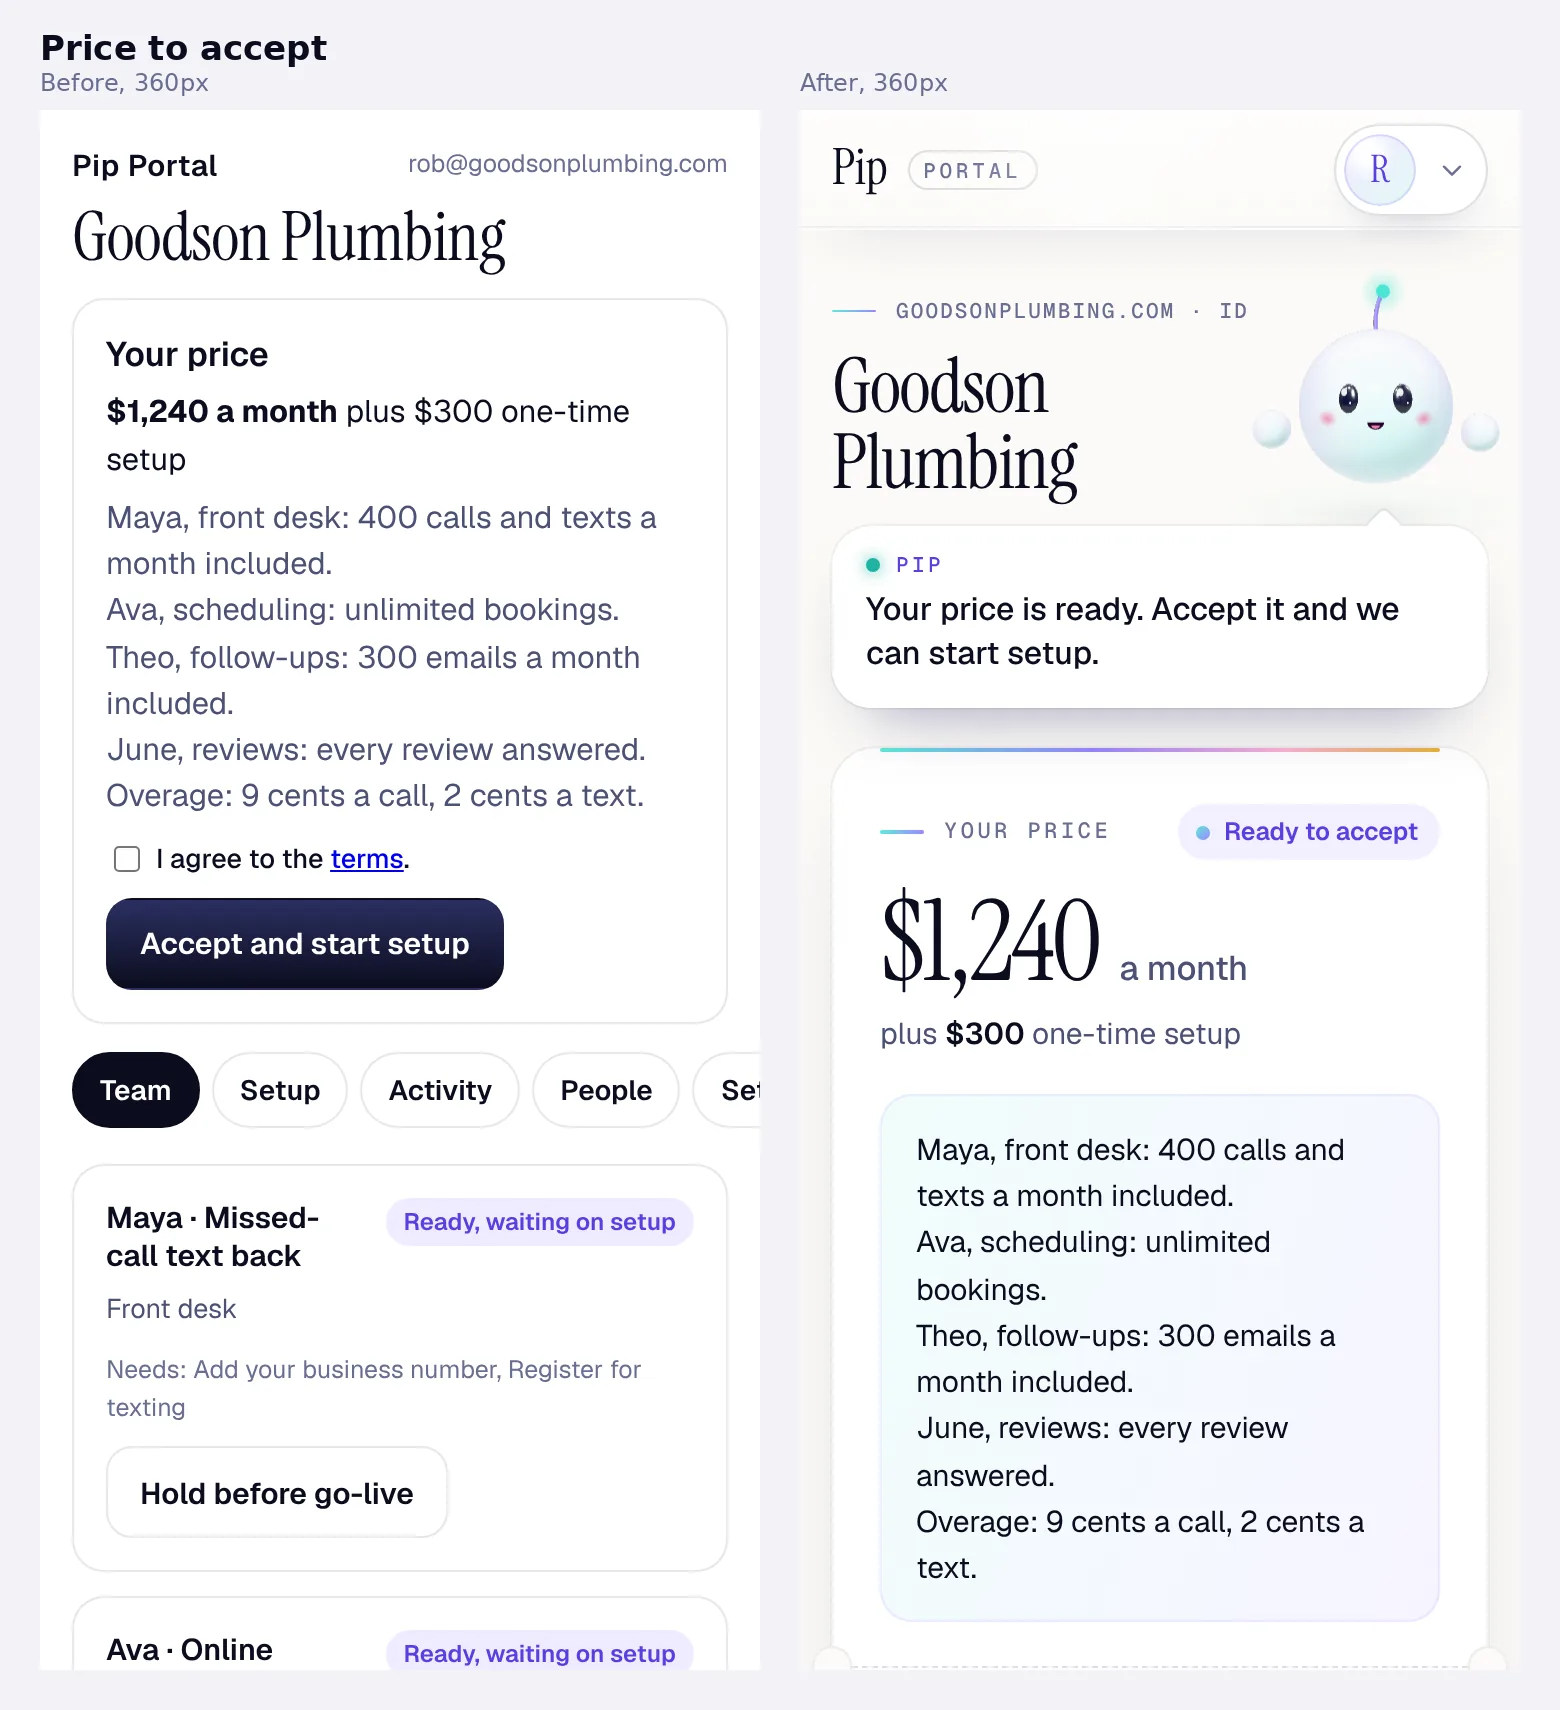 Price to accept
Before, 360px
Pip Portal
rob@goodsonplumbing.com
Goodson Plumbing
Your price
$1,240 a month plus $300 one-time
setup
Maya, front desk: 400 calls and texts a
month included.
Ava, scheduling: unlimited bookings.
Theo, follow-ups: 300 emails a month
included.
June, reviews: every review answered.
Overage: 9 cents a call, 2 cents a text.
I agree to the terms.
Accept and start setup
Team
Setup
Activity
People
Set
Maya · Missed-
call text back
Ready, waiting on setup
Front desk
Needs: Add your business number, Register for
texting
Hold before go-live
Ava · Online
Ready, waiting on setup
After, 360px
Pip
PORTAL
R
GOODSONPLUMBING.COM · ID
Goodson
Plumbing
PIP
Your price is ready. Accept it and we
can start setup.
YOUR PRICE
Ready to accept
$1,240 a month
plus $300 one-time setup
Maya, front desk: 400 calls and
texts a month included.
Ava, scheduling: unlimited
bookings.
Theo, follow-ups: 300 emails a
month included.
June, reviews: every review
answered.
Overage: 9 cents a call, 2 cents a
text.